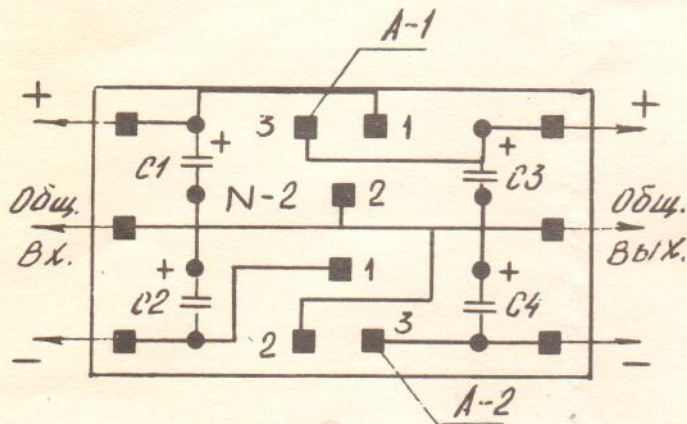 А-1
+ + 3 1 + +
С1 С3
Общ. N-2 2 Общ.
Вх. Вых.
+ 1 +
С2 С4
2 3
− −
А-2